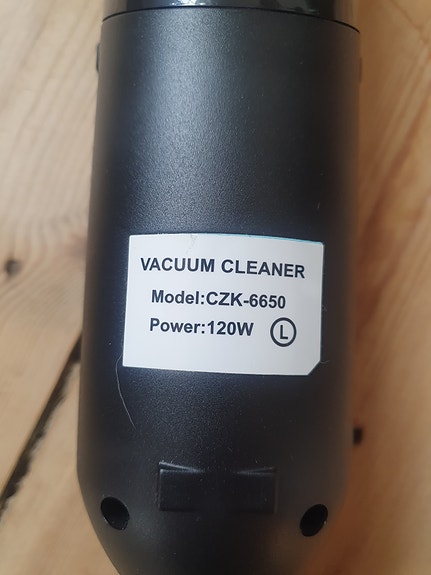 VACUUM CLEANER
Model:CZK-6650
Power:120W Ⓛ